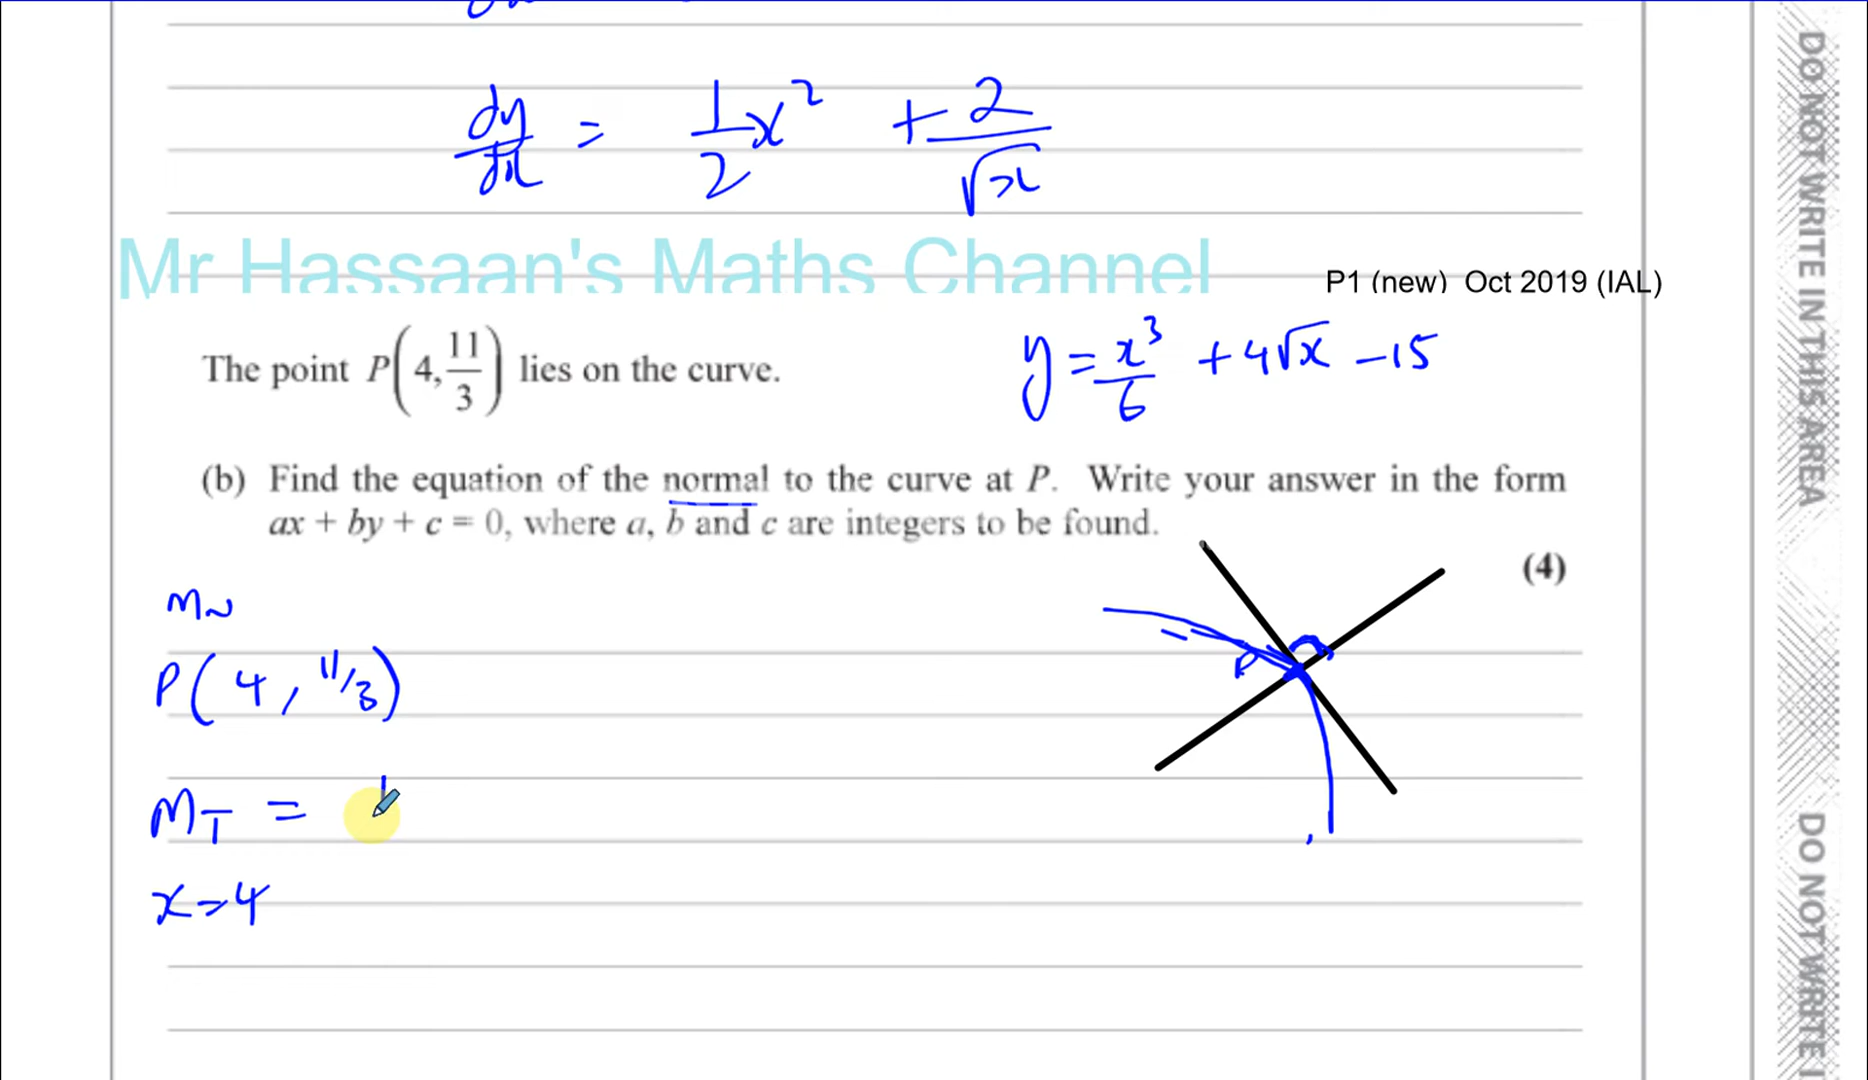 dy/dx = 1/2 x² + 2/√x
Mr Hassaan's Maths Channel
P1 (new) Oct 2019 (IAL)
The point P(4, 11/3) lies on the curve.
y = x³/6 + 4√x - 15
(b) Find the equation of the normal to the curve at P. Write your answer in the form
ax + by + c = 0, where a, b and c are integers to be found.
(4)
M_N
P(4, 11/3)
P
M_T =
x=4
DO NOT WRITE IN THIS AREA
DO NOT WRITE I